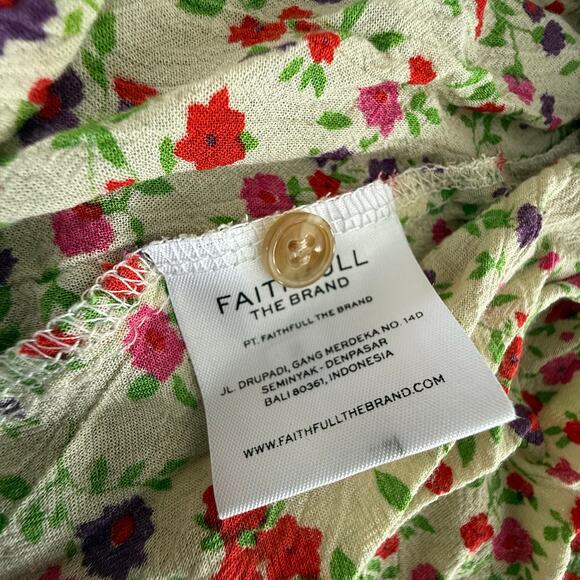 FAITHFULL
THE BRAND
PT. FAITHFULL THE BRAND
JL. DRUPADI, GANG MERDEKA NO. 14D
SEMINYAK - DENPASAR
BALI 80361, INDONESIA
WWW.FAITHFULLTHEBRAND.COM